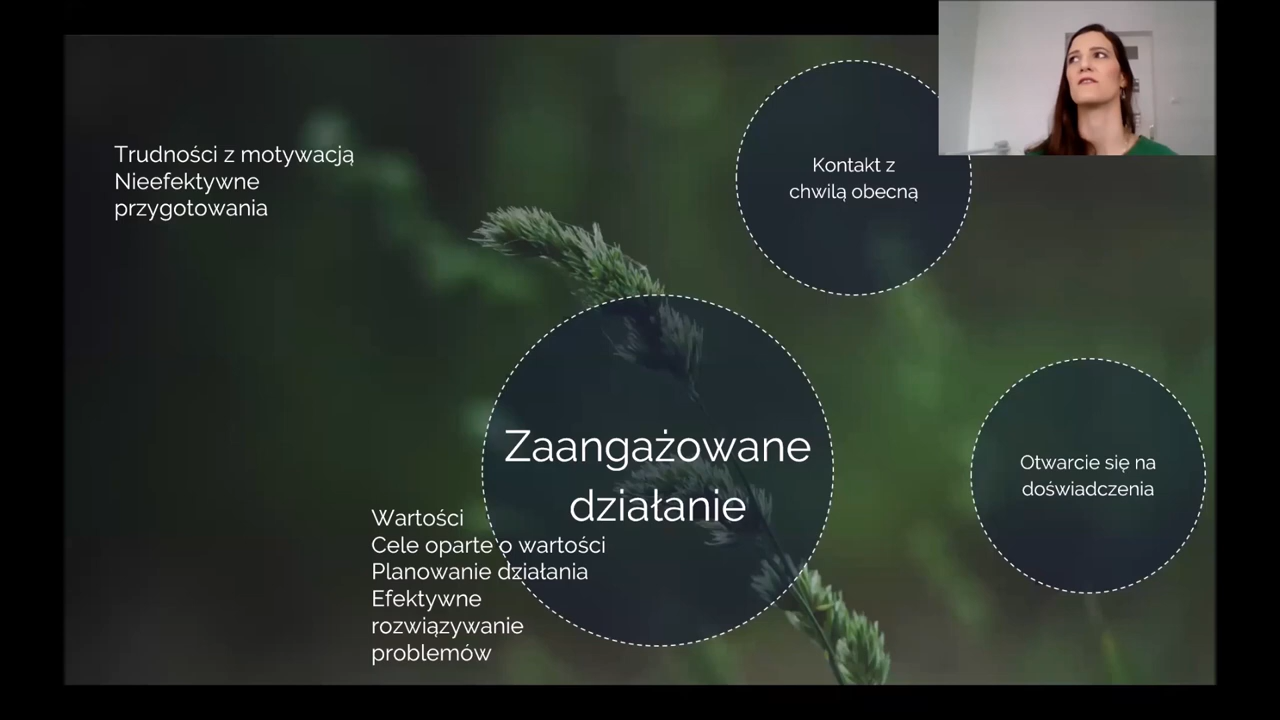 Trudności z motywacją
Nieefektywne
przygotowania
Kontakt z
chwilą obecną
Zaangażowane
działanie
Otwarcie się na
doświadczenia
Wartości
Cele oparte o wartości
Planowanie działania
Efektywne
rozwiązywanie
problemów